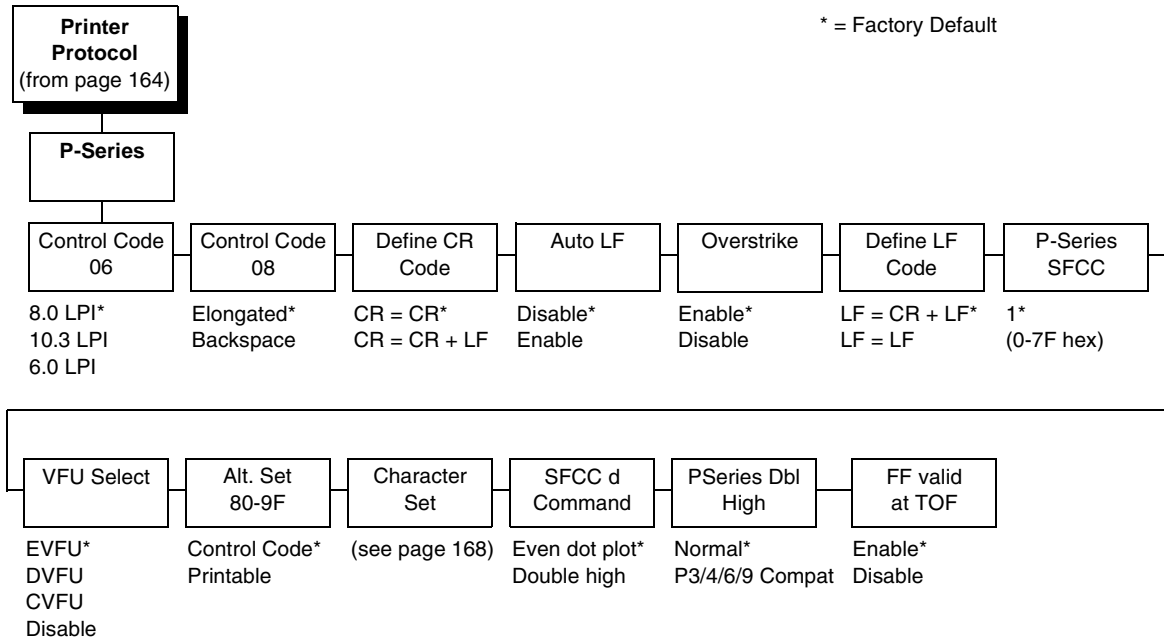 Printer
Protocol
(from page 164)
* = Factory Default
P-Series
Control Code
06
8.0 LPI*
10.3 LPI
6.0 LPI
Control Code
08
Elongated*
Backspace
Define CR
Code
CR = CR*
CR = CR + LF
Auto LF
Disable*
Enable
Overstrike
Enable*
Disable
Define LF
Code
LF = CR + LF*
LF = LF
P-Series
SFCC
1*
(0-7F hex)
VFU Select
EVFU*
DVFU
CVFU
Disable
Alt. Set
80-9F
Control Code*
Printable
Character
Set
(see page 168)
SFCC d
Command
Even dot plot*
Double high
PSeries Dbl
High
Normal*
P3/4/6/9 Compat
FF valid
at TOF
Enable*
Disable